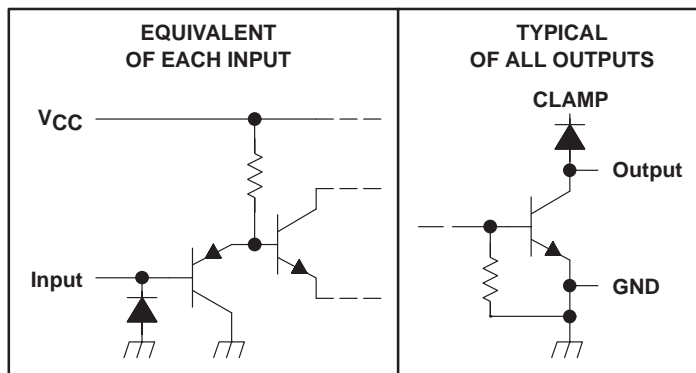 EQUIVALENT
OF EACH INPUT
VCC
Input
TYPICAL
OF ALL OUTPUTS
CLAMP
Output
GND